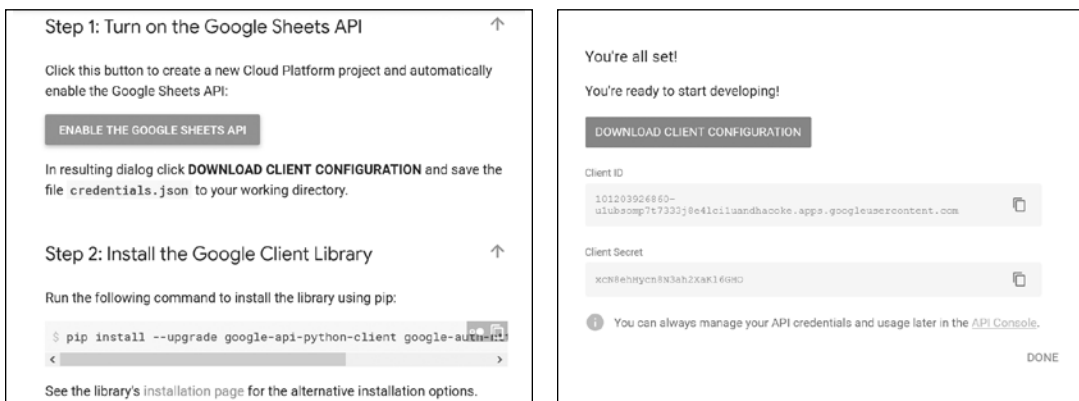 Step 1: Turn on the Google Sheets API
Click this button to create a new Cloud Platform project and automatically
enable the Google Sheets API:
ENABLE THE GOOGLE SHEETS API
In resulting dialog click DOWNLOAD CLIENT CONFIGURATION and save the
file credentials.json to your working directory.
Step 2: Install the Google Client Library
Run the following command to install the library using pip:
$ pip install --upgrade google-api-python-client
See the library's installation page for the alternative installation options.
You're all set!
You're ready to start developing!
DOWNLOAD CLIENT CONFIGURATION
Client ID
Client Secret
You can always manage your API credentials and usage later in the API Console.
DONE